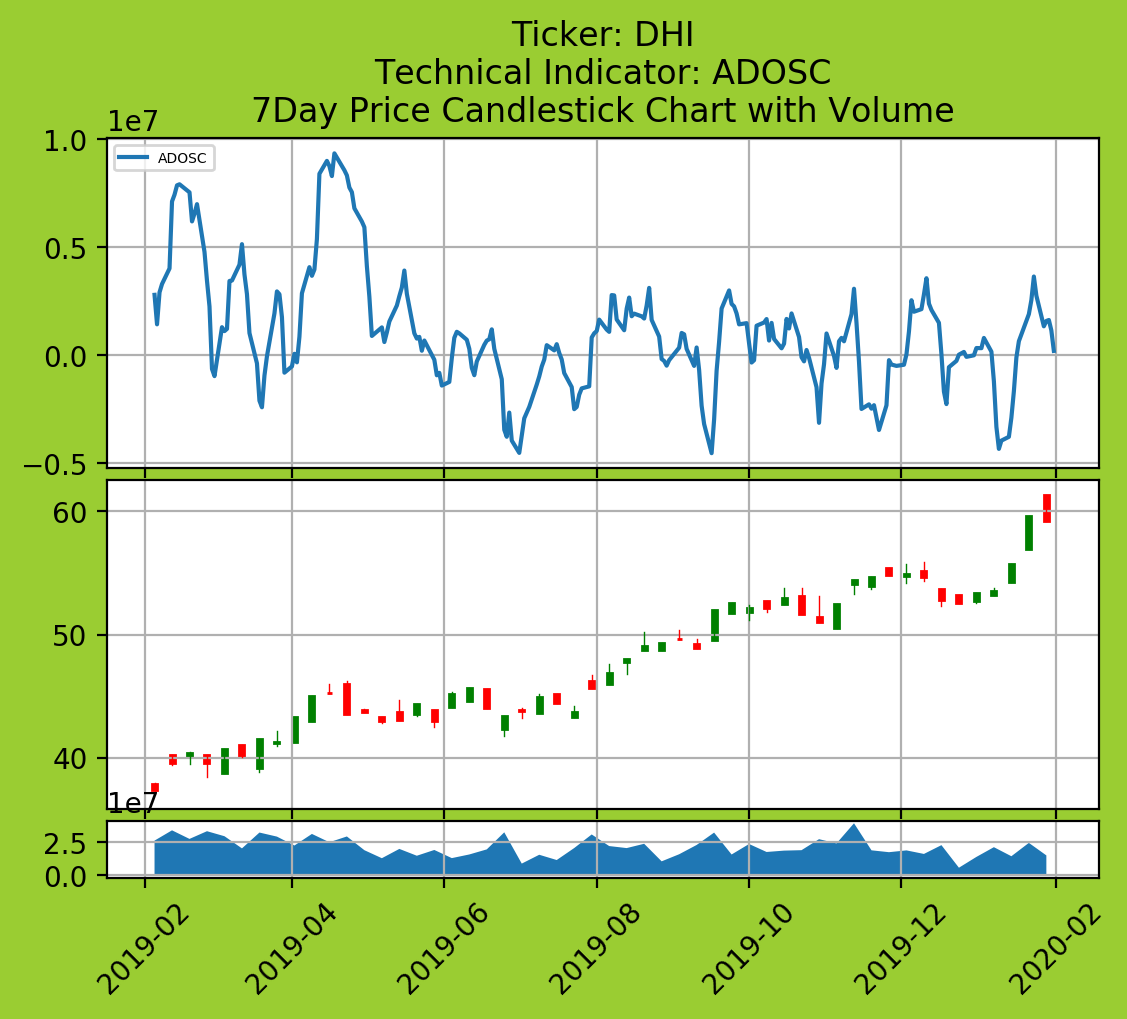 Ticker: DHI
Technical Indicator: ADOSC
7Day Price Candlestick Chart with Volume
1e7
1.0
0.5
0.0
−0.5
ADOSC
60
50
40
1e7
2.5
0.0
2019-02
2019-04
2019-06
2019-08
2019-10
2019-12
2020-02